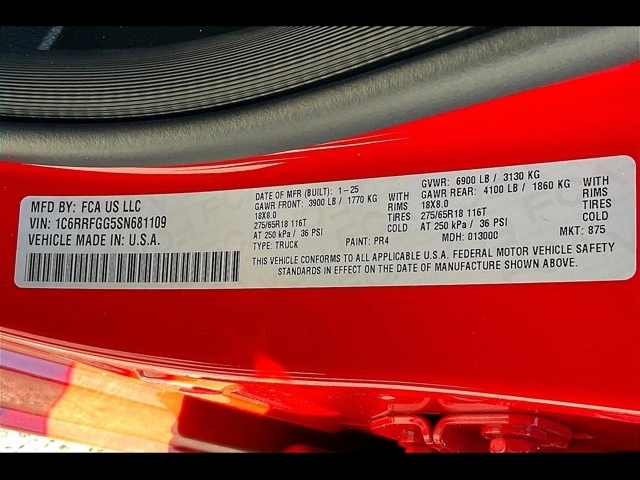 MFD BY: FCA US LLC
VIN: 1C6RRFGG5SN681109
VEHICLE MADE IN: U.S.A.
DATE OF MFR (BUILT): 1-25
GAWR FRONT: 3900 LB / 1770 KG WITH
18X8.0 RIMS
275/65R18 116T TIRES
AT 250 kPa / 36 PSI COLD
TYPE: TRUCK PAINT: PR4
GVWR: 6900 LB / 3130 KG
GAWR REAR: 4100 LB / 1860 KG WITH
18X8.0 RIMS
275/65R18 116T TIRES
AT 250 kPa / 36 PSI COLD
MDH: 013000 MKT: 875
THIS VEHICLE CONFORMS TO ALL APPLICABLE U.S.A. FEDERAL MOTOR VEHICLE SAFETY
STANDARDS IN EFFECT ON THE DATE OF MANUFACTURE SHOWN ABOVE.